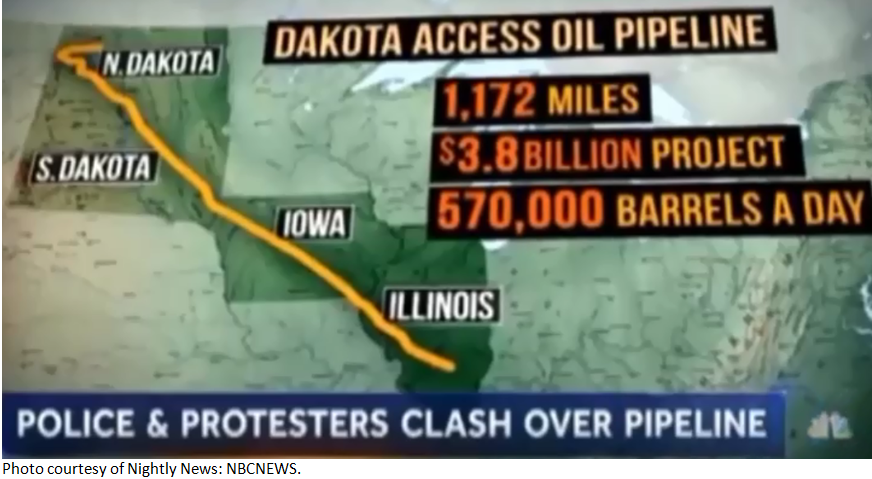 DAKOTA ACCESS OIL PIPELINE
N. DAKOTA
1,172 MILES
$3.8 BILLION PROJECT
S. DAKOTA
570,000 BARRELS A DAY
IOWA
ILLINOIS
POLICE & PROTESTERS CLASH OVER PIPELINE
Photo courtesy of Nightly News: NBCNEWS.